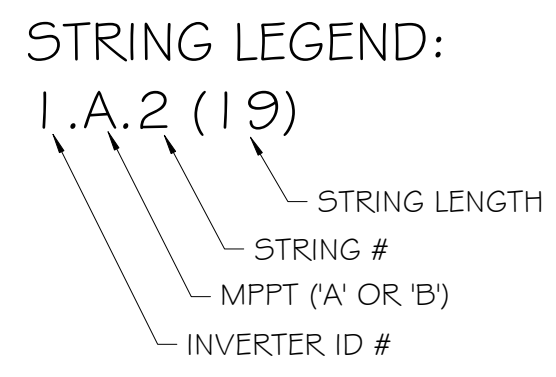 STRING LEGEND:
1.A.2 (19)
STRING LENGTH
STRING #
MPPT ('A' OR 'B')
INVERTER ID #